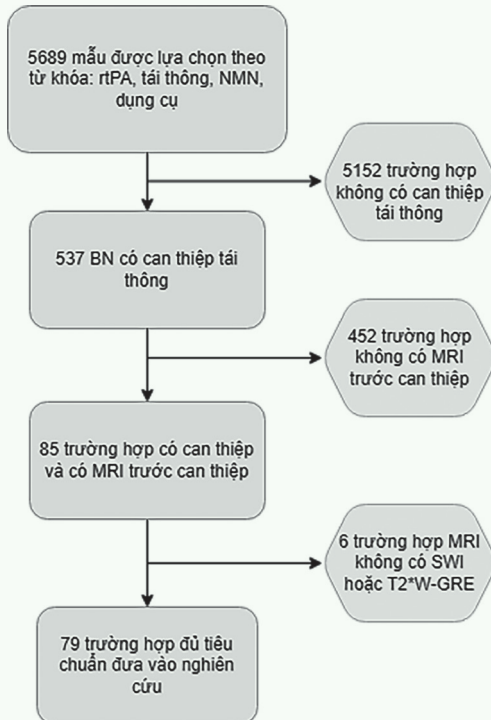 5689 mẫu được lựa chọn theo
từ khóa: rtPA, tái thông, NMN,
dụng cụ
5152 trường hợp
không có can thiệp
tái thông
537 BN có can thiệp tái
thông
452 trường hợp
không có MRI
trước can thiệp
85 trường hợp có can thiệp
và có MRI trước can thiệp
6 trường hợp MRI
không có SWI
hoặc T2*W-GRE
79 trường hợp đủ tiêu
chuẩn đưa vào nghiên
cứu